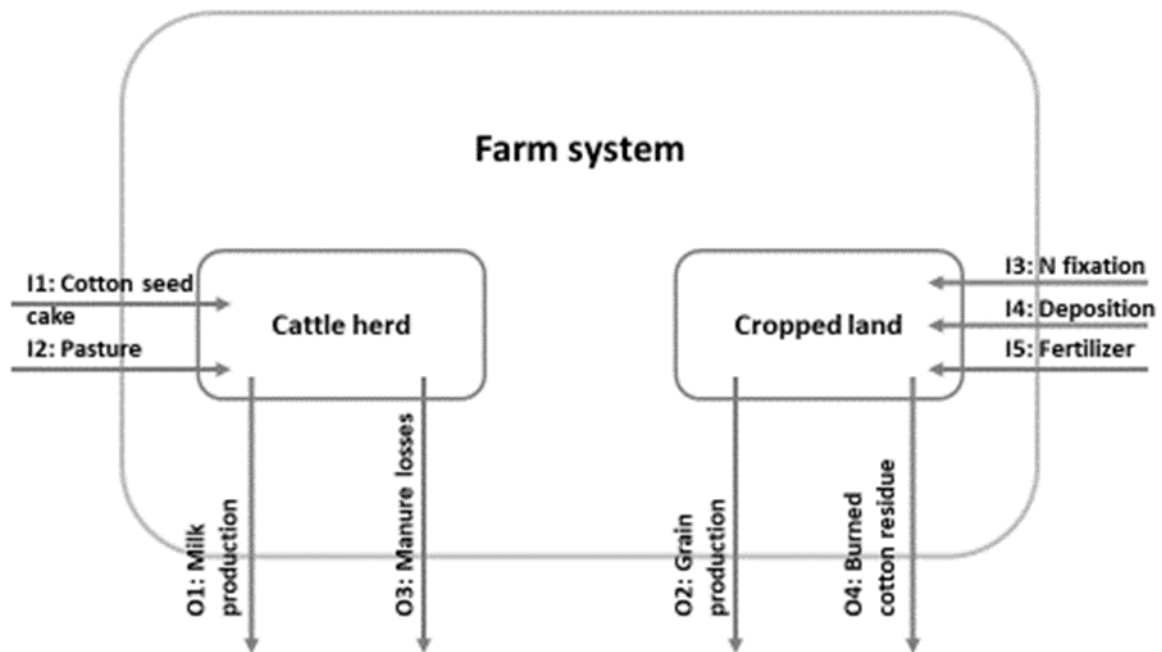 Farm system
I1: Cotton seed
cake
I2: Pasture
Cattle herd
Cropped land
I3: N fixation
I4: Deposition
I5: Fertilizer
O1: Milk
production
O3: Manure losses
O2: Grain
production
O4: Burned
cotton residue